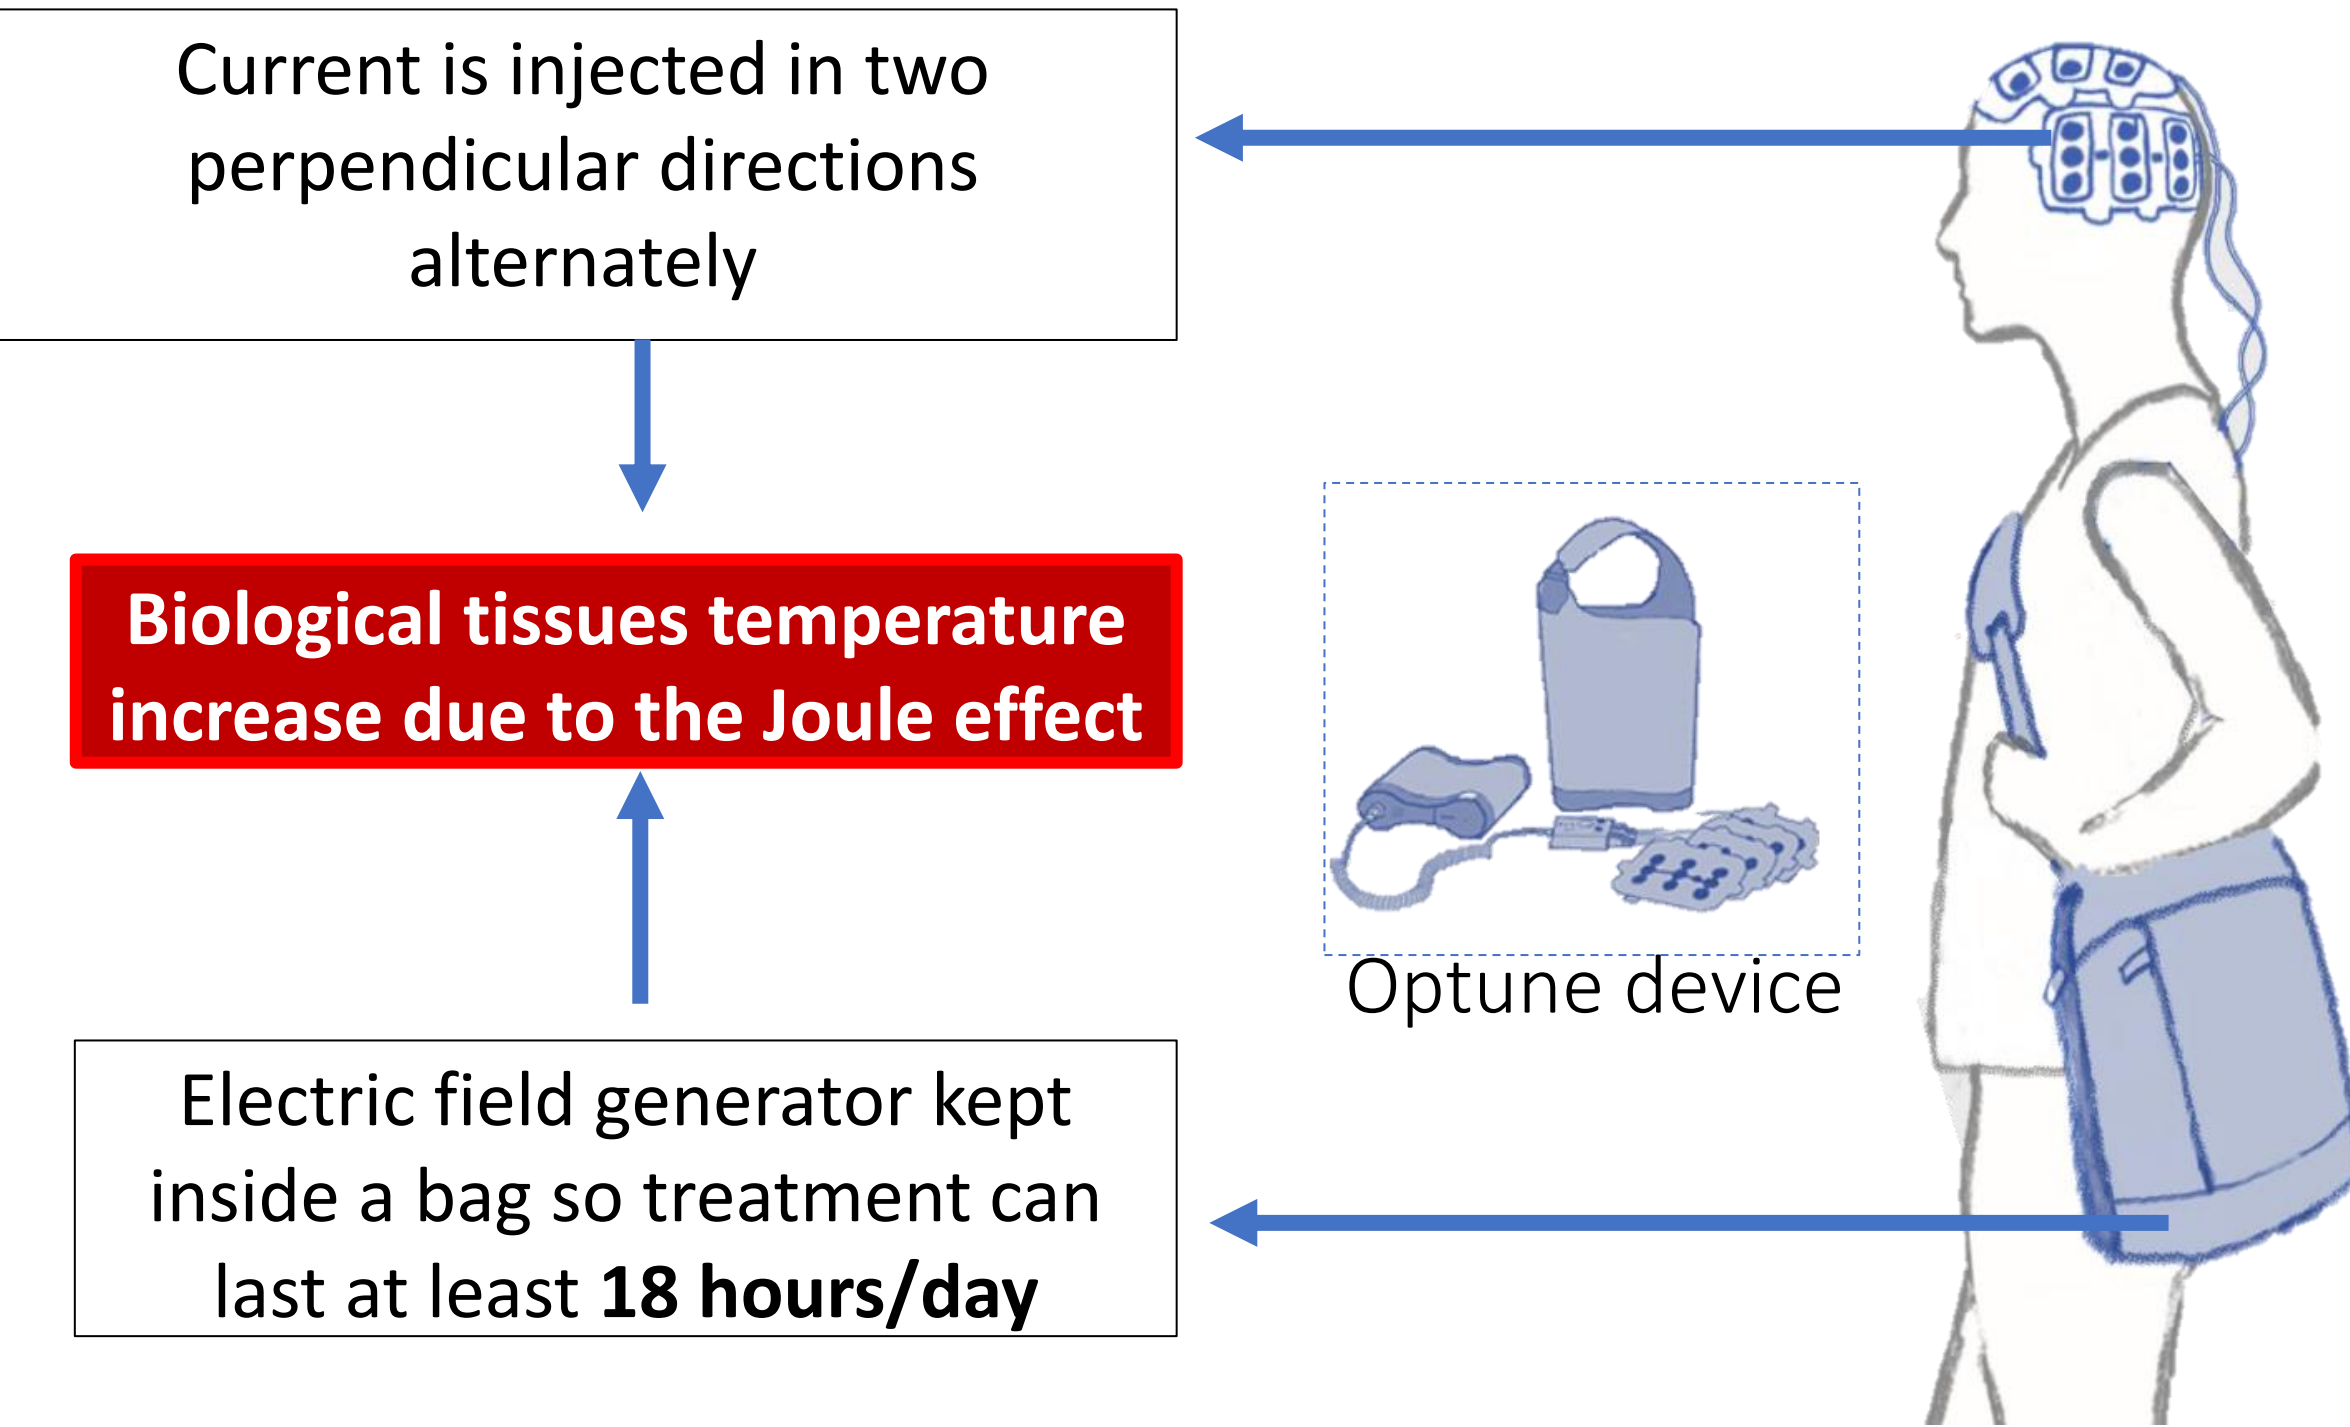 Current is injected in two
perpendicular directions
alternately
Biological tissues temperature
increase due to the Joule effect
Optune device
Electric field generator kept
inside a bag so treatment can
last at least 18 hours/day